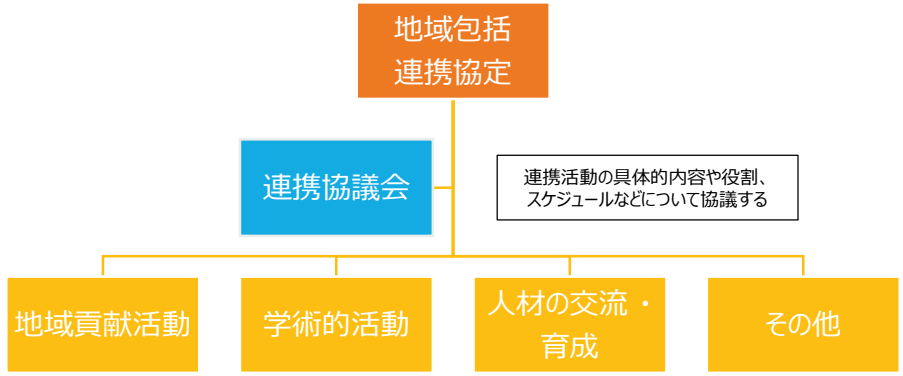 地域包括
連携協定
連携協議会
連携活動の具体的内容や役割、
スケジュールなどについて協議する
地域貢献活動
学術的活動
人材の交流・
育成
その他